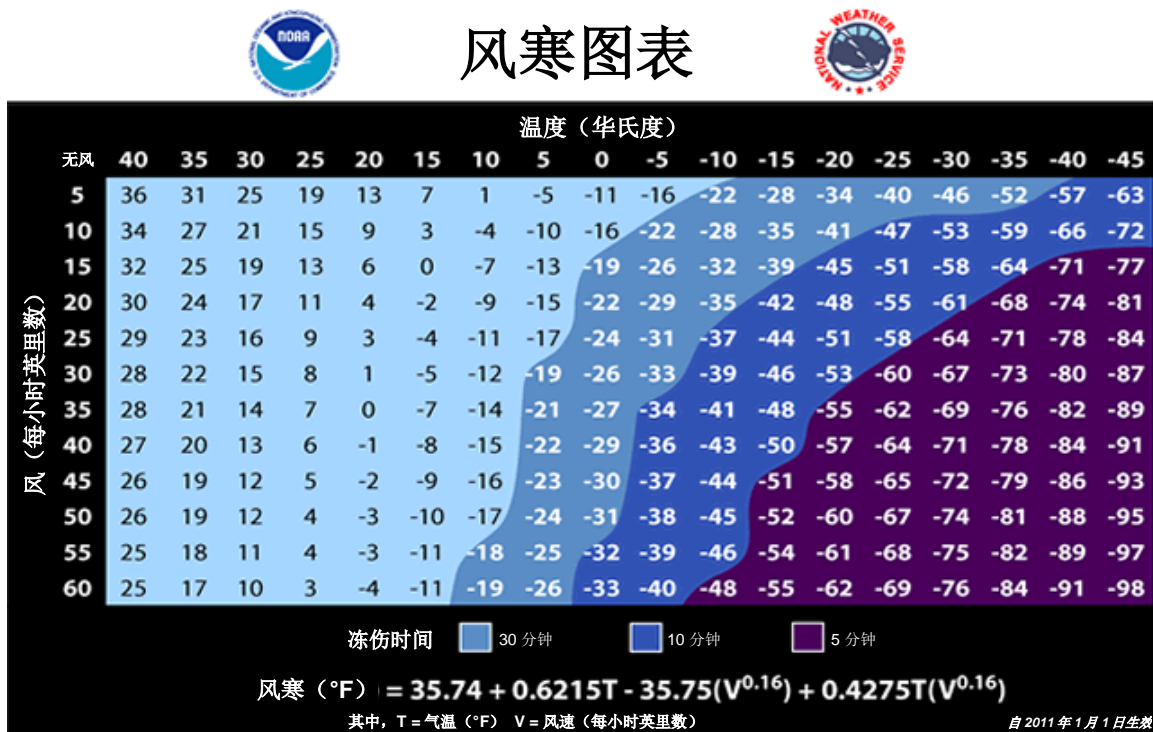 NOAA
NATIONAL WEATHER SERVICE
风寒图表
温度（华氏度）
无风 40 35 30 25 20 15 10 5 0 -5 -10 -15 -20 -25 -30 -35 -40 -45
5 36 31 25 19 13 7 1 -5 -11 -16 -22 -28 -34 -40 -46 -52 -57 -63
10 34 27 21 15 9 3 -4 -10 -16 -22 -28 -35 -41 -47 -53 -59 -66 -72
15 32 25 19 13 6 0 -7 -13 -19 -26 -32 -39 -45 -51 -58 -64 -71 -77
20 30 24 17 11 4 -2 -9 -15 -22 -29 -35 -42 -48 -55 -61 -68 -74 -81
25 29 23 16 9 3 -4 -11 -17 -24 -31 -37 -44 -51 -58 -64 -71 -78 -84
30 28 22 15 8 1 -5 -12 -19 -26 -33 -39 -46 -53 -60 -67 -73 -80 -87
35 28 21 14 7 0 -7 -14 -21 -27 -34 -41 -48 -55 -62 -69 -76 -82 -89
40 27 20 13 6 -1 -8 -15 -22 -29 -36 -43 -50 -57 -64 -71 -78 -84 -91
45 26 19 12 5 -2 -9 -16 -23 -30 -37 -44 -51 -58 -65 -72 -79 -86 -93
50 26 19 12 4 -3 -10 -17 -24 -31 -38 -45 -52 -60 -67 -74 -81 -88 -95
55 25 18 11 4 -3 -11 -18 -25 -32 -39 -46 -54 -61 -68 -75 -82 -89 -97
60 25 17 10 3 -4 -11 -19 -26 -33 -40 -48 -55 -62 -69 -76 -84 -91 -98
风（每小时英里数）
冻伤时间 30 分钟 10 分钟 5 分钟
风寒（°F）= 35.74 + 0.6215T - 35.75(V0.16) + 0.4275T(V0.16)
其中，T = 气温（°F） V = 风速（每小时英里数）
自 2011 年 1 月 1 日生效